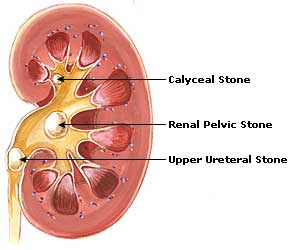 Calyceal Stone
Renal Pelvic Stone
Upper Ureteral Stone